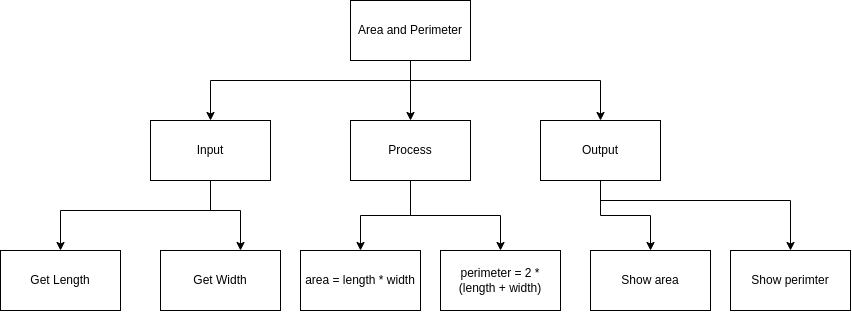 Area and Perimeter
Input
Process
Output
Get Length
Get Width
area = length * width
perimeter = 2 *
(length + width)
Show area
Show perimter